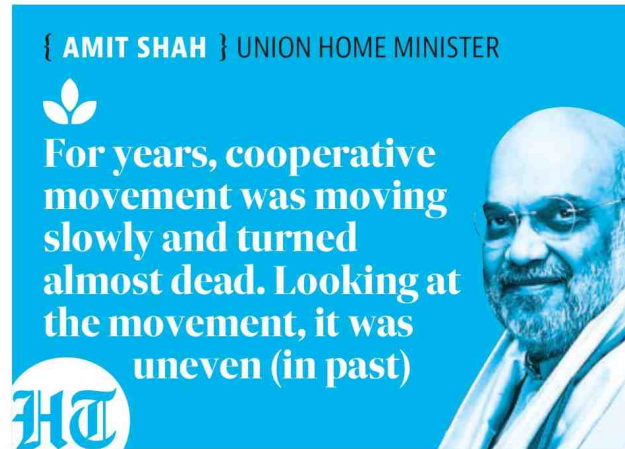 { AMIT SHAH } UNION HOME MINISTER
For years, cooperative
movement was moving
slowly and turned
almost dead. Looking at
the movement, it was
uneven (in past)
HT